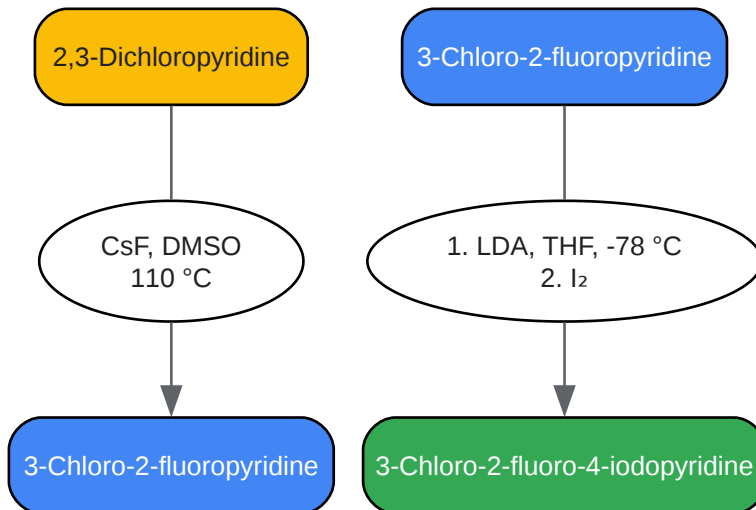 2,3-Dichloropyridine
CsF, DMSO
110 °C
3-Chloro-2-fluoropyridine
3-Chloro-2-fluoropyridine
1. LDA, THF, -78 °C
2. I₂
3-Chloro-2-fluoro-4-iodopyridine